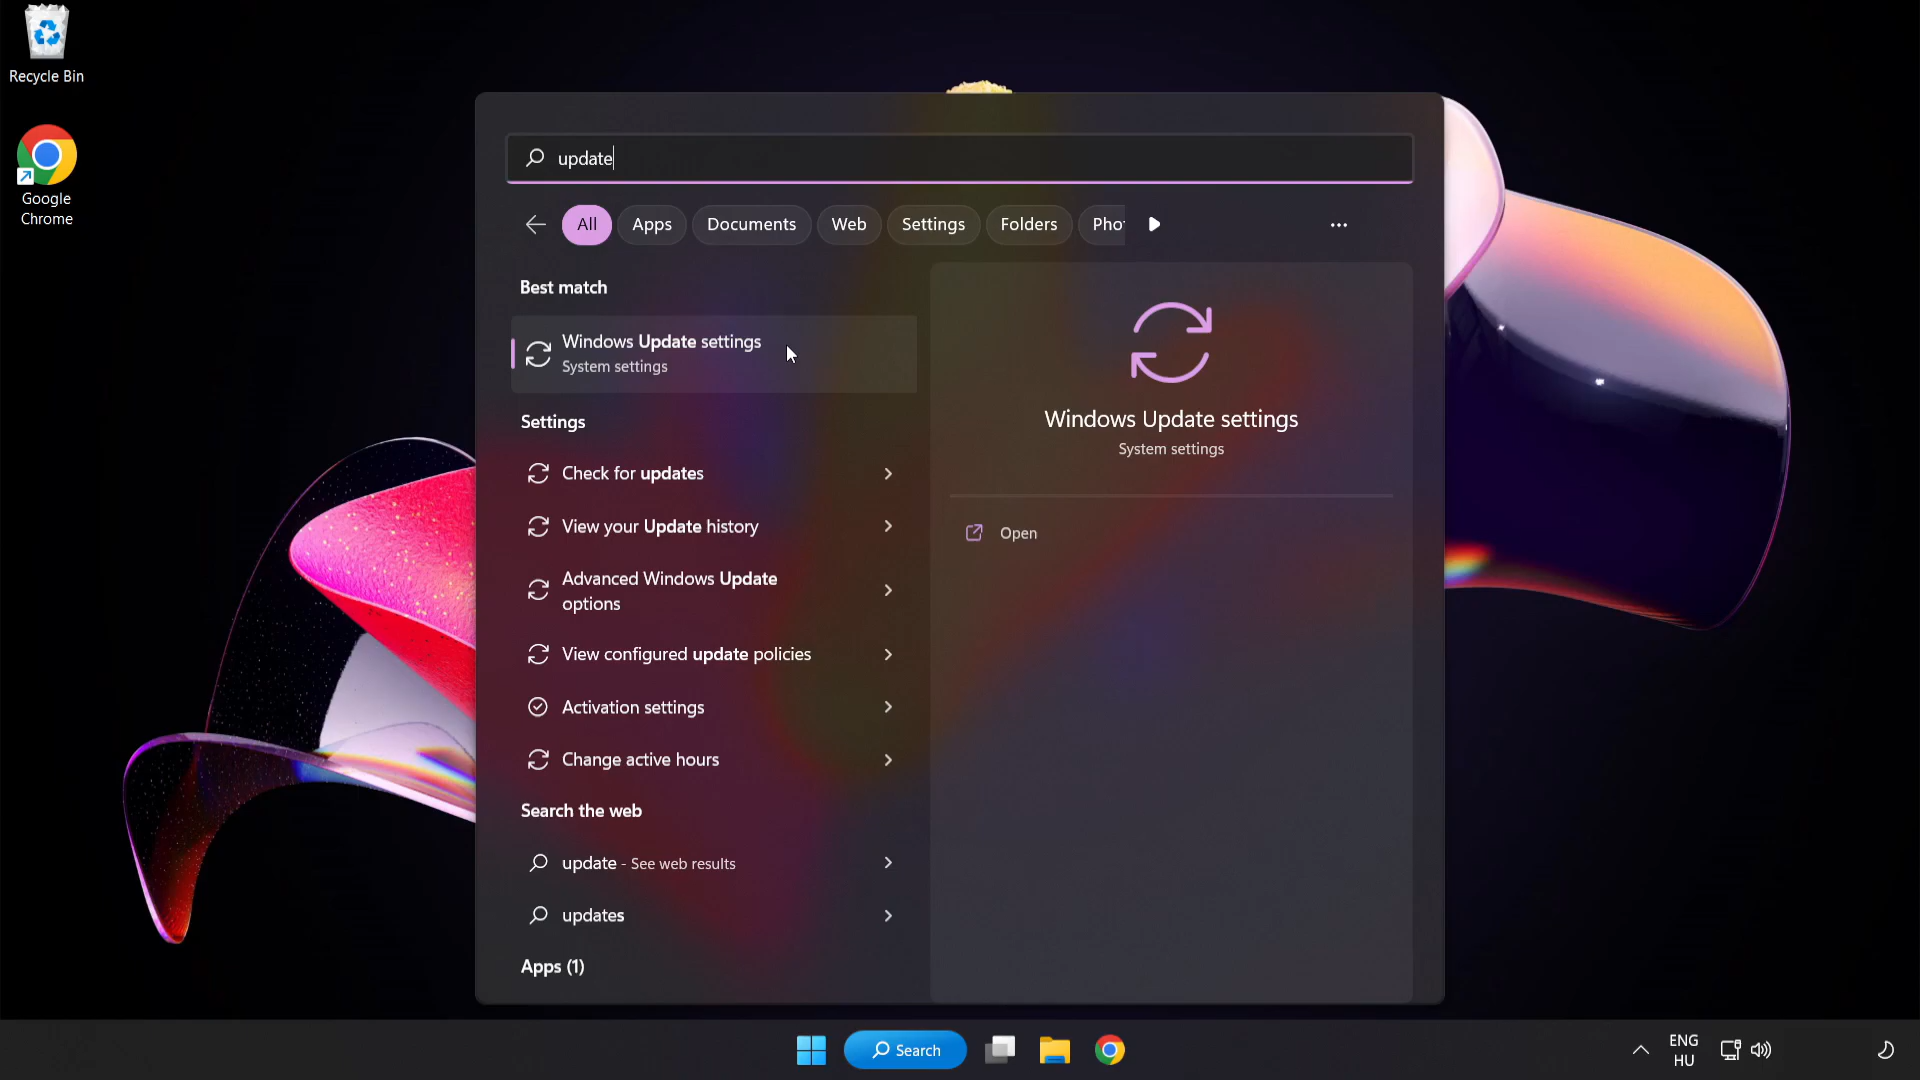 Recycle Bin
Google
Chrome
update
All
Apps
Documents
Web
Settings
Folders
Pho
...
Best match
Windows Update settings
System settings
Settings
Check for updates
View your Update history
Advanced Windows Update
options
View configured update policies
Activation settings
Change active hours
Search the web
update - See web results
updates
Apps (1)
Windows Update settings
System settings
Open
Search
ENG
HU